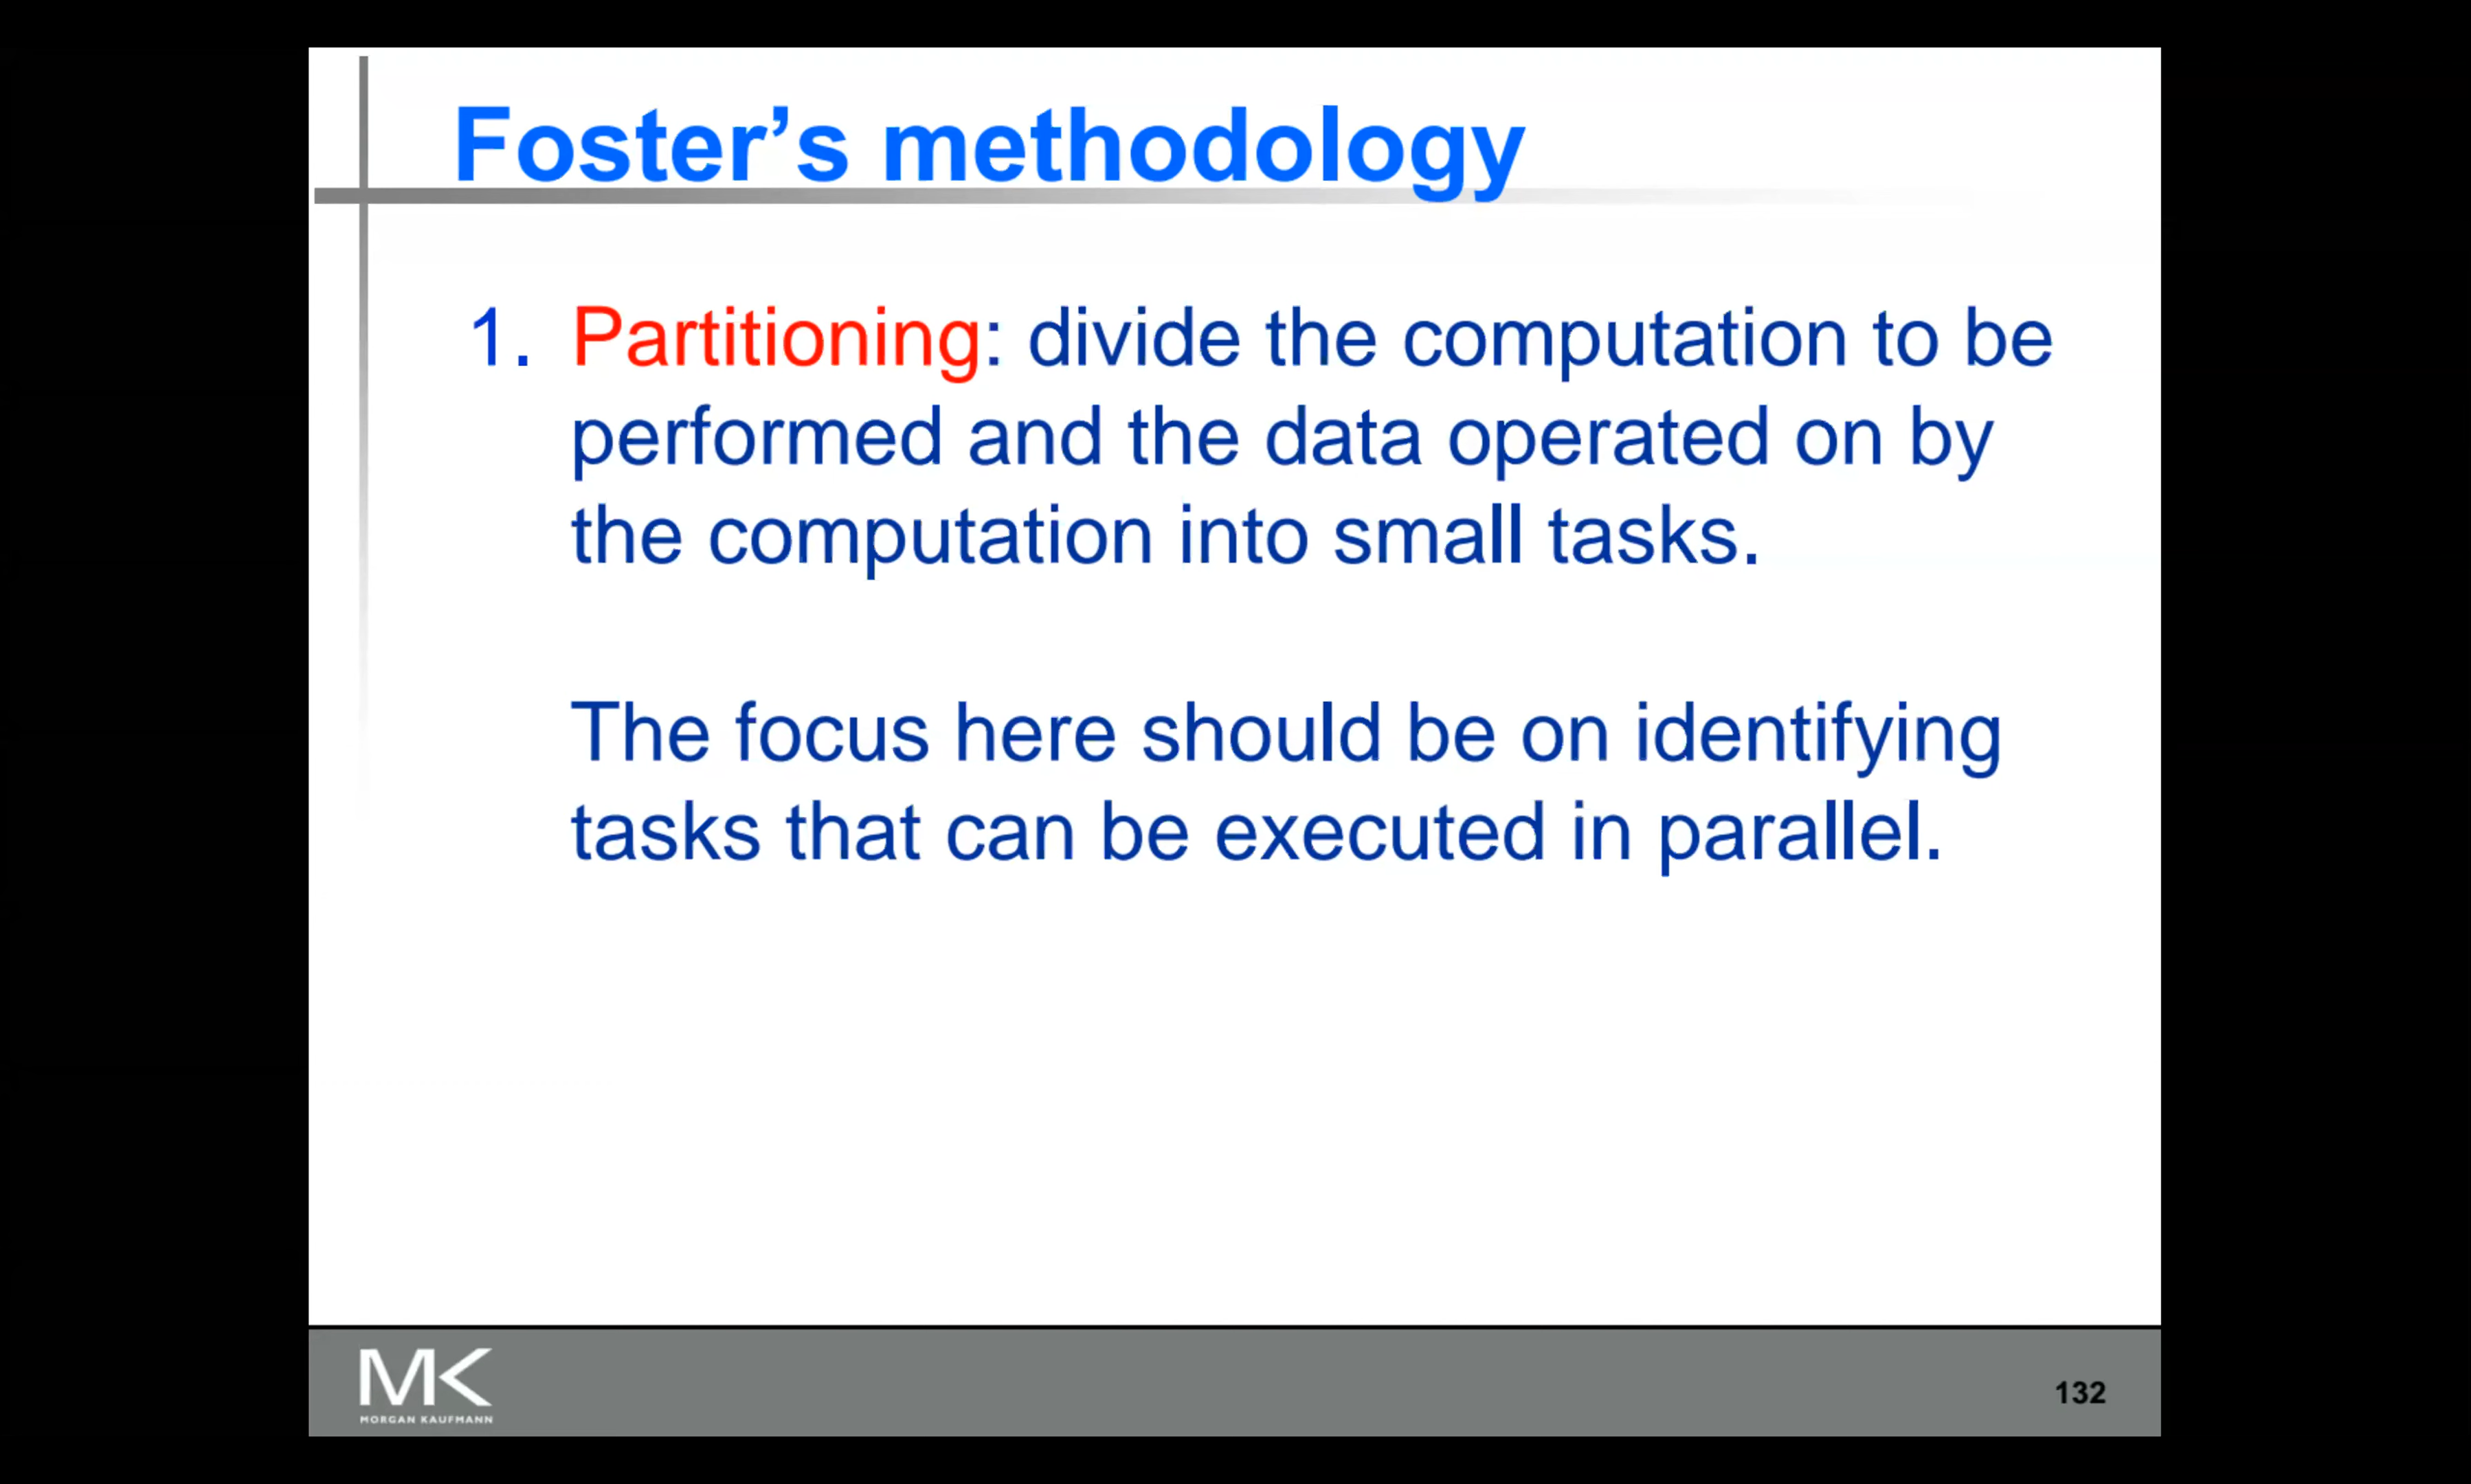 Foster’s methodology
1. Partitioning: divide the computation to be
performed and the data operated on by
the computation into small tasks.
The focus here should be on identifying
tasks that can be executed in parallel.
MK
MORGAN KAUFMANN
132